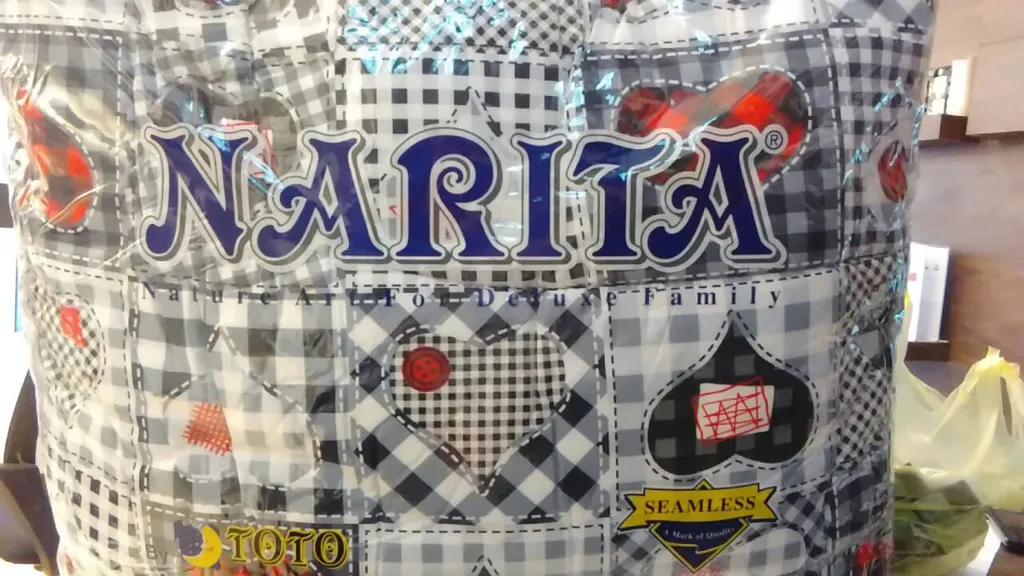 NARITA®
Nature Art For Deluxe Family
By TOTO
SEAMLESS
A Mark of Quality